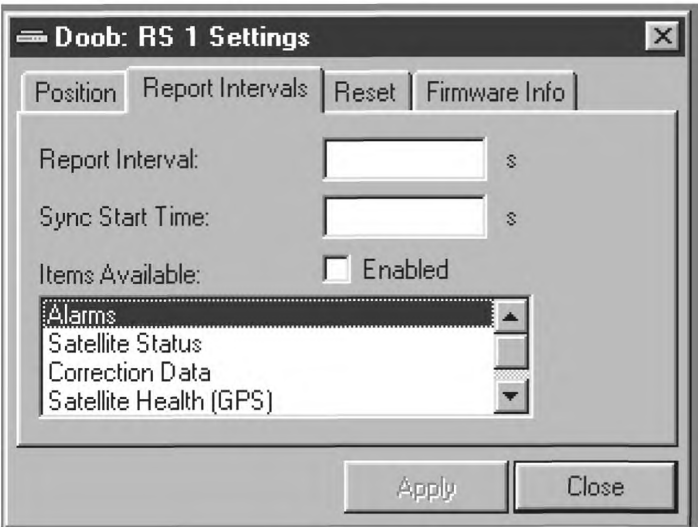 Doob: RS 1 Settings
Position Report Intervals Reset Firmware Info
Report Interval: s
Sync Start Time: s
Items Available: Enabled
Alarms
Satellite Status
Correction Data
Satellite Health (GPS)
Apply Close